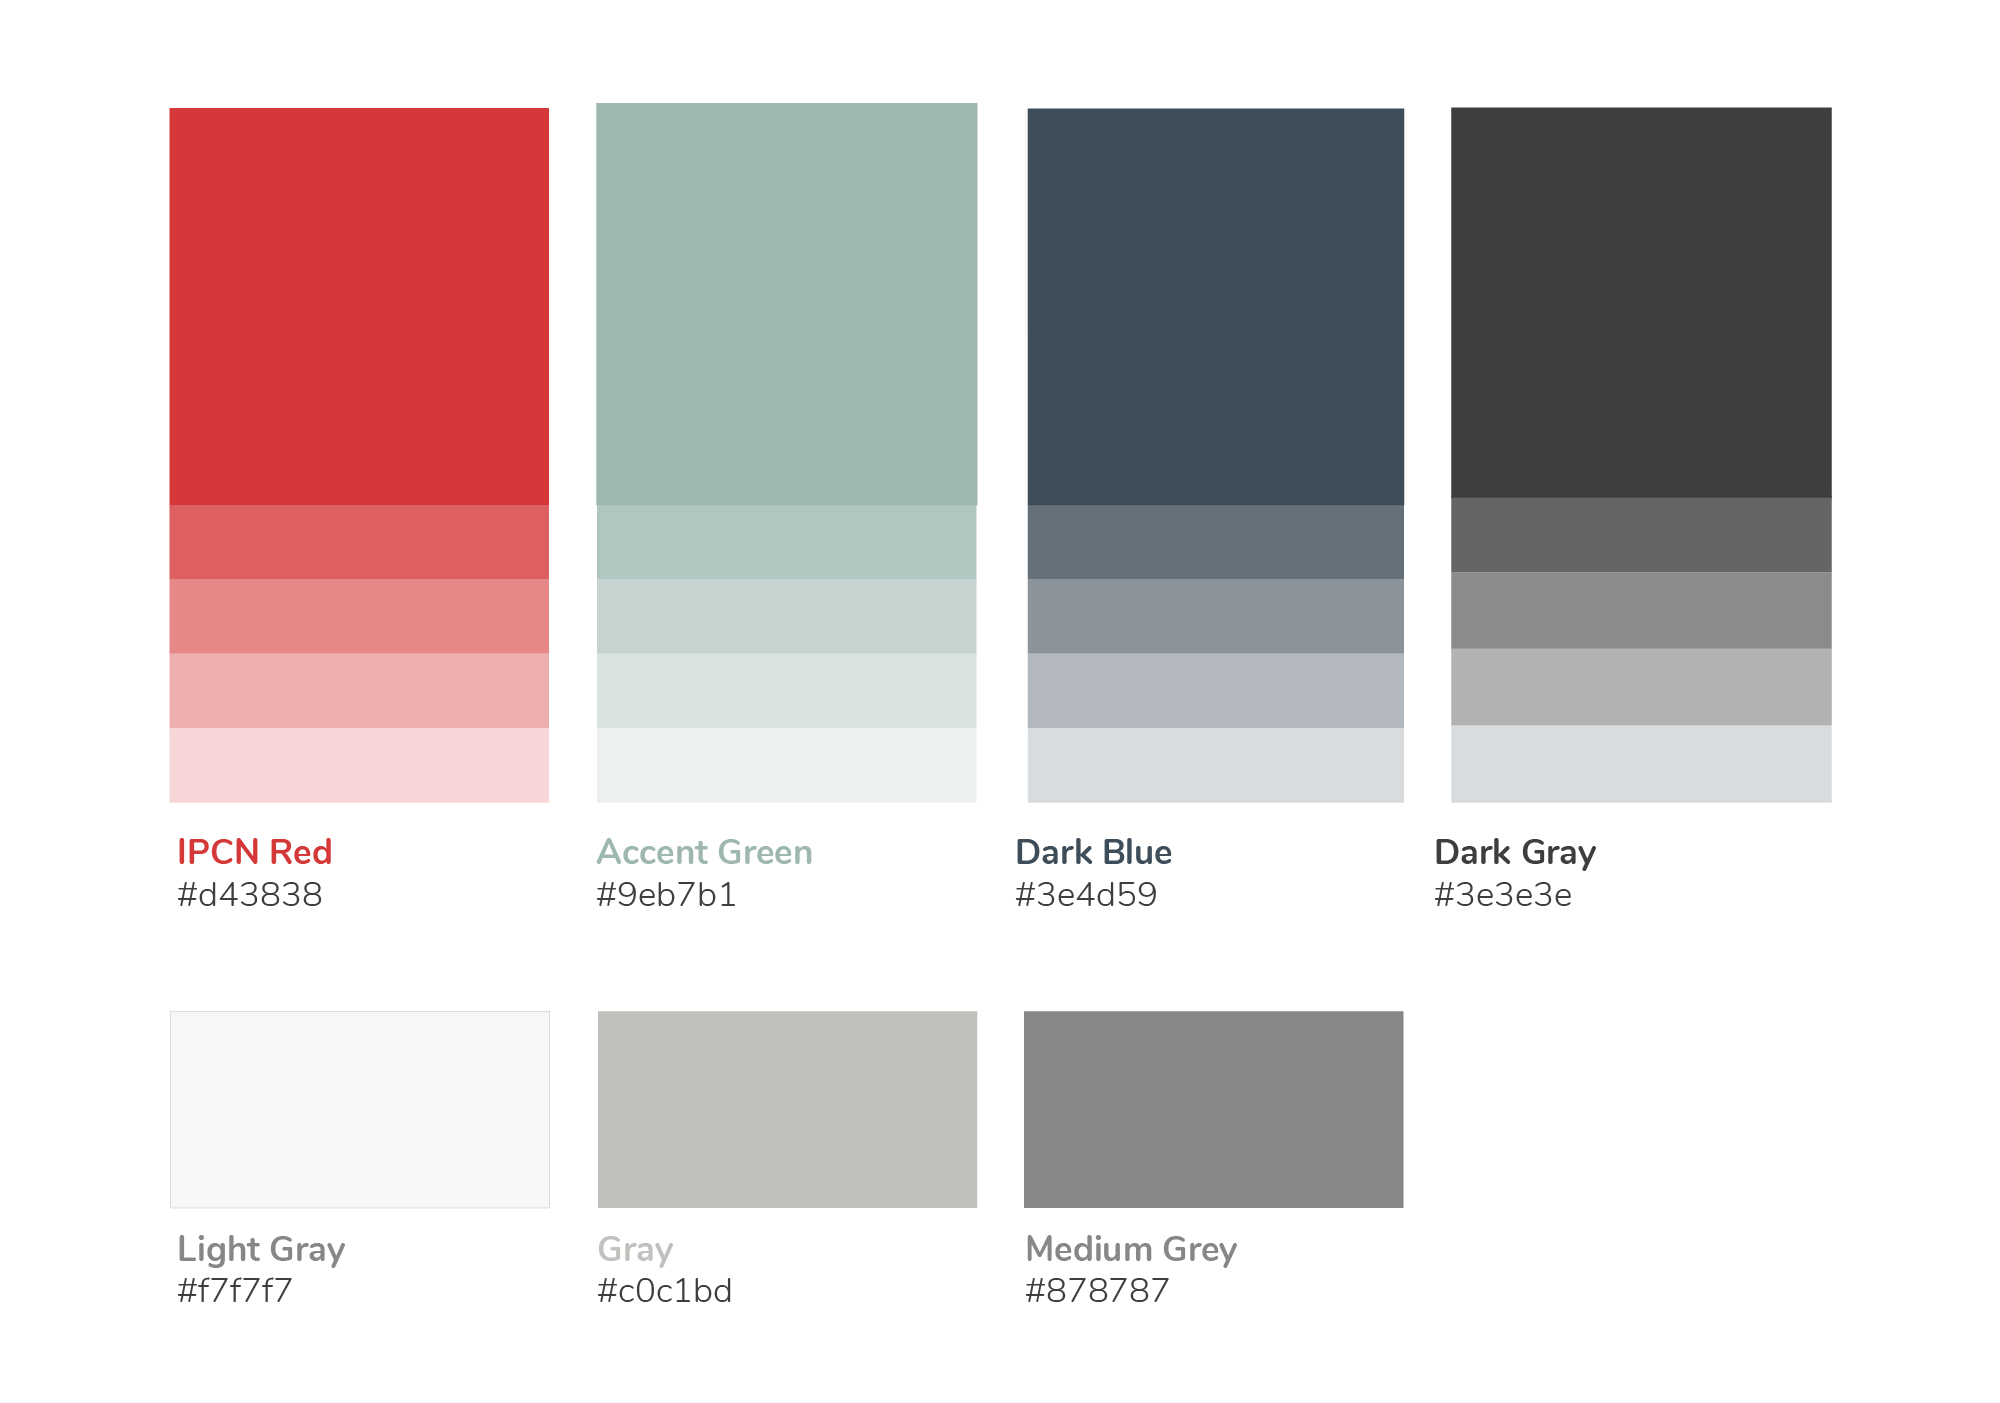 IPCN Red
#d43838
Accent Green
#9eb7b1
Dark Blue
#3e4d59
Dark Gray
#3e3e3e
Light Gray
#f7f7f7
Gray
#c0c1bd
Medium Grey
#878787